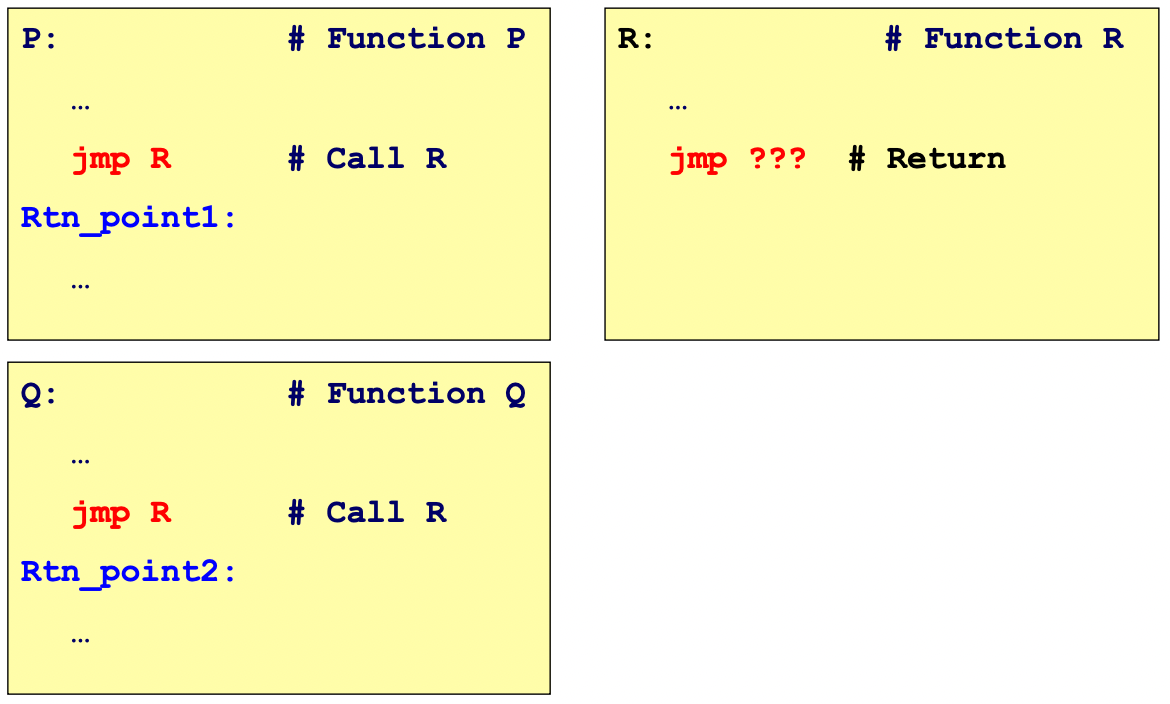 P: # Function P
…
jmp R # Call R
Rtn_point1:
…
R: # Function R
…
jmp ??? # Return
Q: # Function Q
…
jmp R # Call R
Rtn_point2:
…